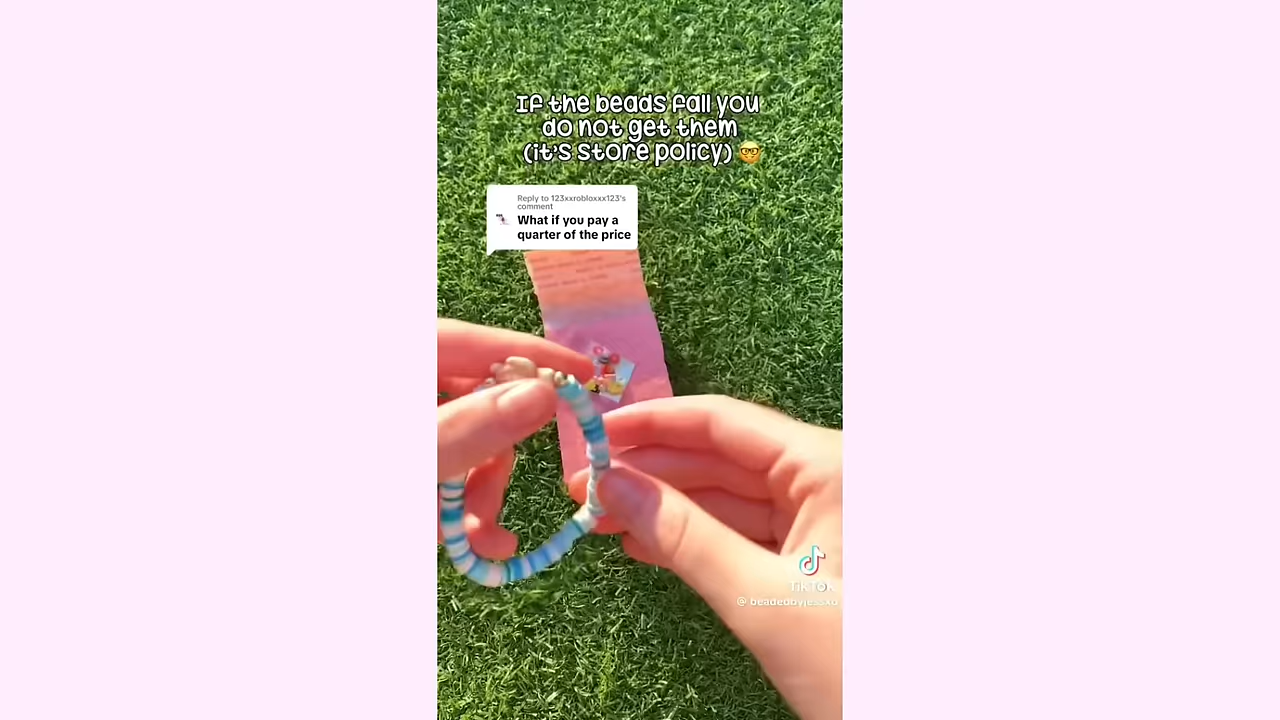 If the beads fall you
do not get them
(it's store policy) 🤓
Reply to 123xxrobloxxx123's
comment
What if you pay a
quarter of the price
TikTok
@ beadedbyjessxo